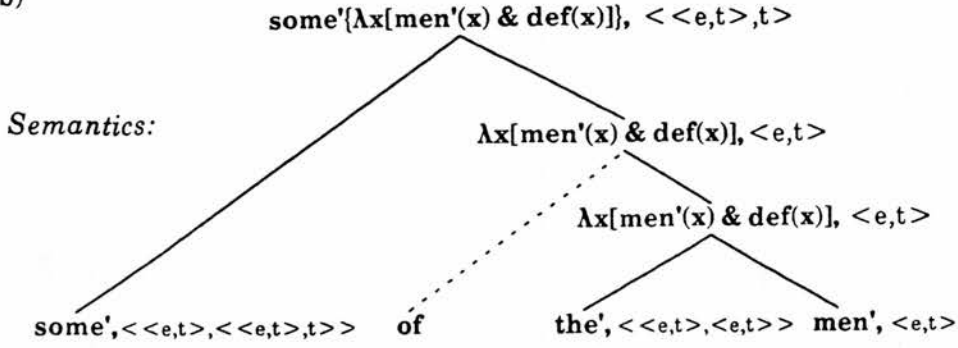 some'{λx[men'(x) & def(x)]}, <<e,t>,t>
Semantics:
λx[men'(x) & def(x)], <e,t>
λx[men'(x) & def(x)], <e,t>
some',<<e,t>,<<e,t>,t>> of the', <<e,t>,<e,t>> men', <e,t>